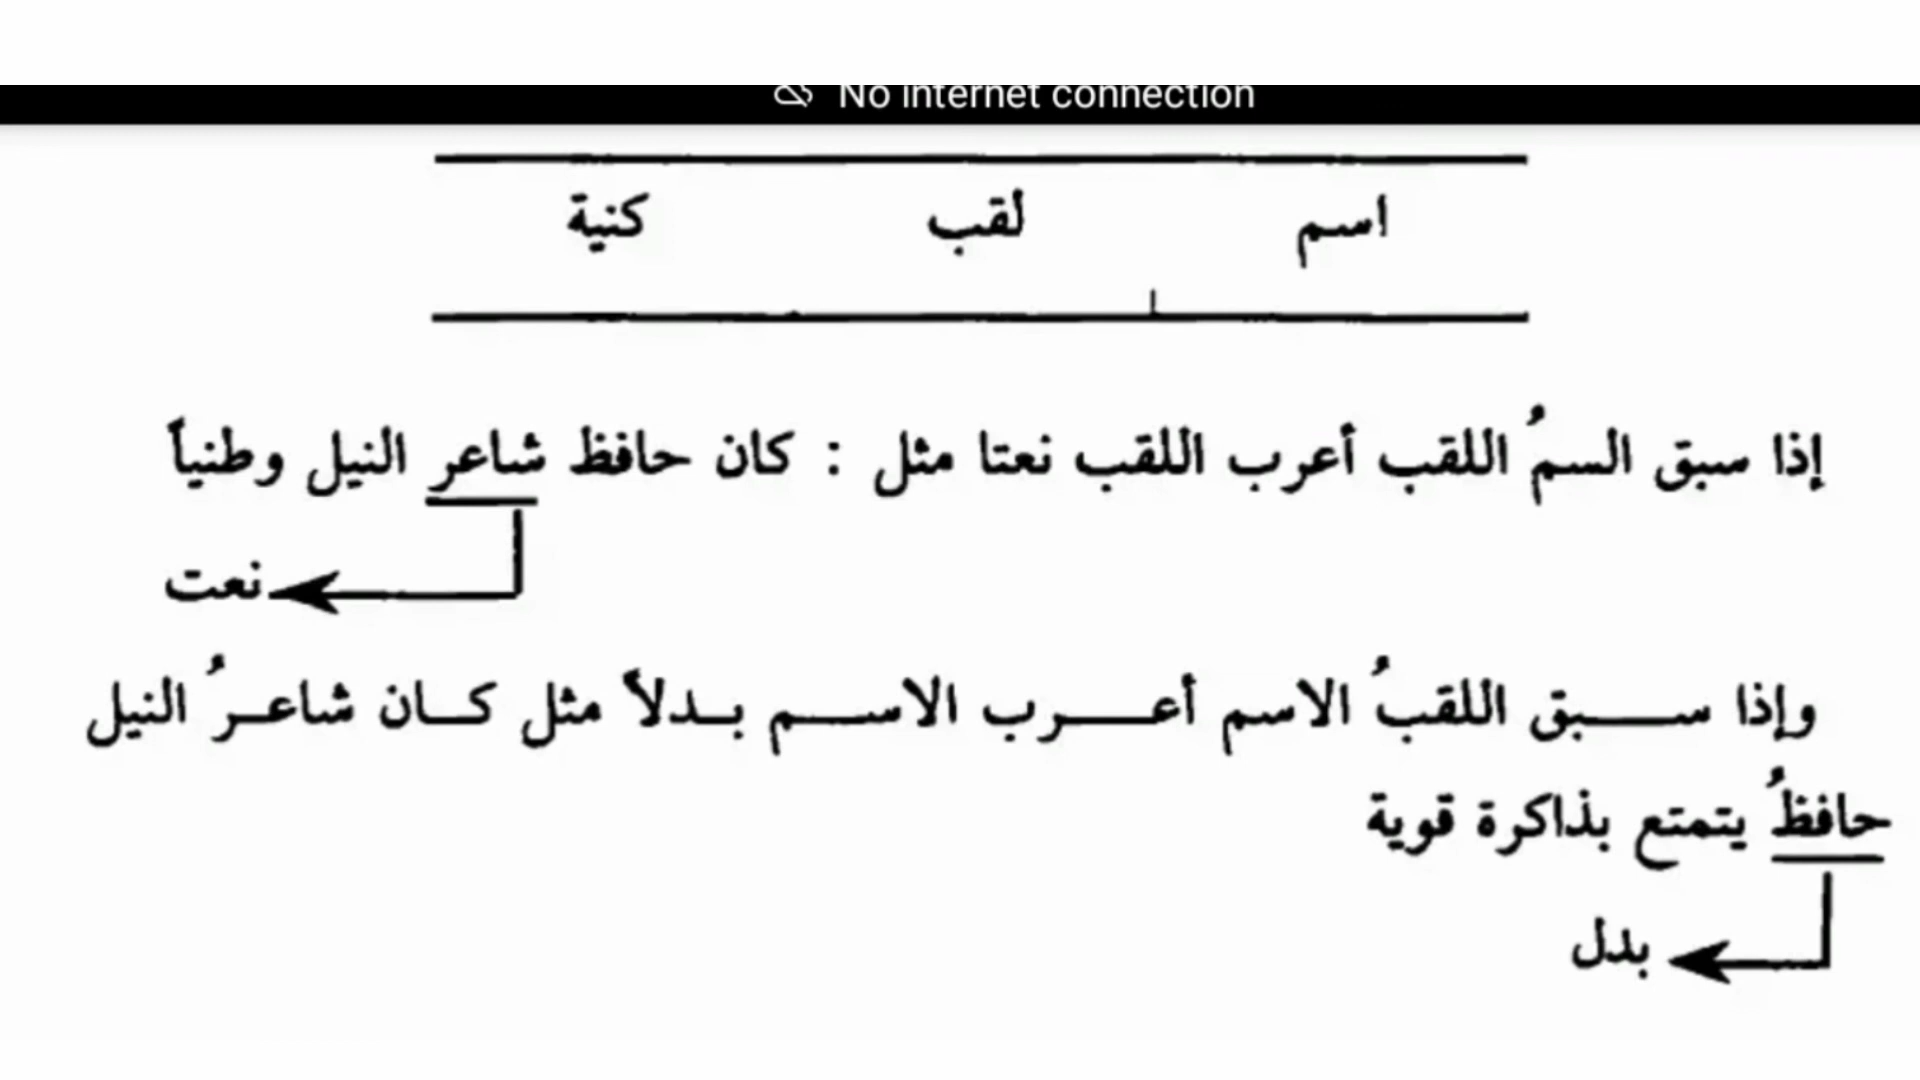 No internet connection
اسم لقب كنية
إذا سبق السمُ اللقب أعرب اللقب نعتا مثل : كان حافظ شاعر النيل وطنياً
نعت
وإذا سبق اللقبُ الاسم أعرب الاسم بدلاً مثل كان شاعرُ النيل
حافظُ يتمتع بذاكرة قوية
بدل